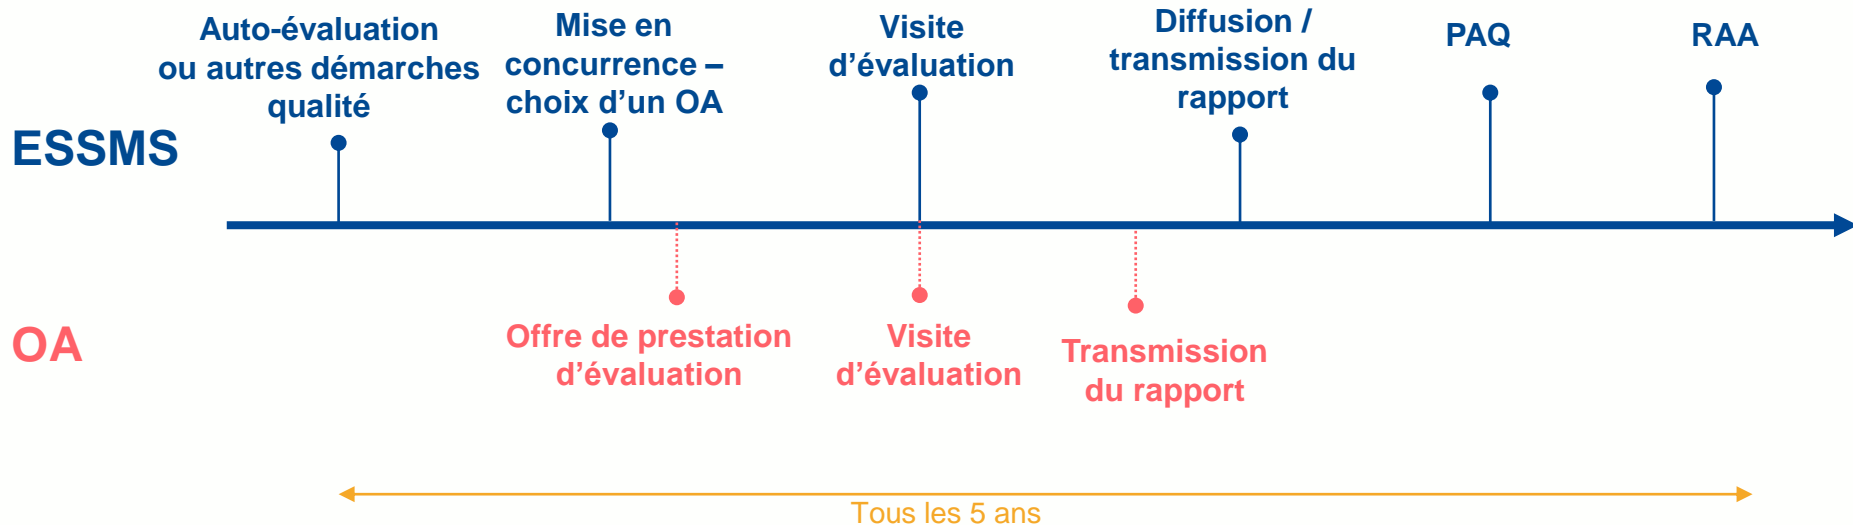 Auto-évaluation
ou autres démarches
qualité
Mise en
concurrence –
choix d’un OA
Visite
d’évaluation
Diffusion /
transmission du
rapport
PAQ
RAA
ESSMS
OA
Offre de prestation
d’évaluation
Visite
d’évaluation
Transmission
du rapport
Tous les 5 ans